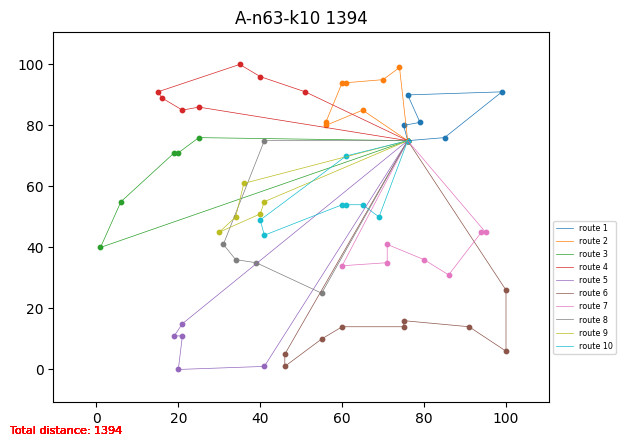 A-n63-k10 1394
100
80
60
40
20
0
0 20 40 60 80 100
route 1
route 2
route 3
route 4
route 5
route 6
route 7
route 8
route 9
route 10
Total distance: 1394